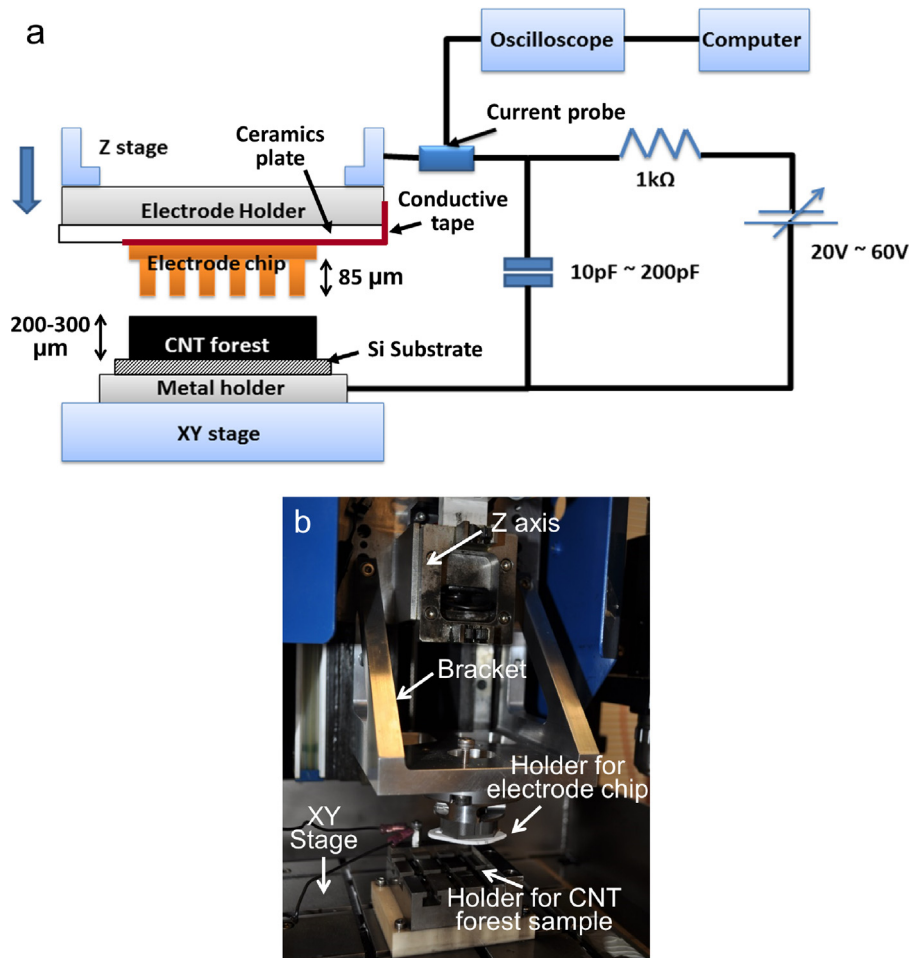 a
Oscilloscope
Computer
Current probe
Z stage
Ceramics
plate
1kΩ
Electrode Holder
Conductive
tape
20V ~ 60V
Electrode chip
85 μm
10pF ~ 200pF
200-300
μm
CNT forest
Si Substrate
Metal holder
XY stage
b
Z axis
Bracket
Holder for
electrode chip
XY
Stage
Holder for CNT
forest sample